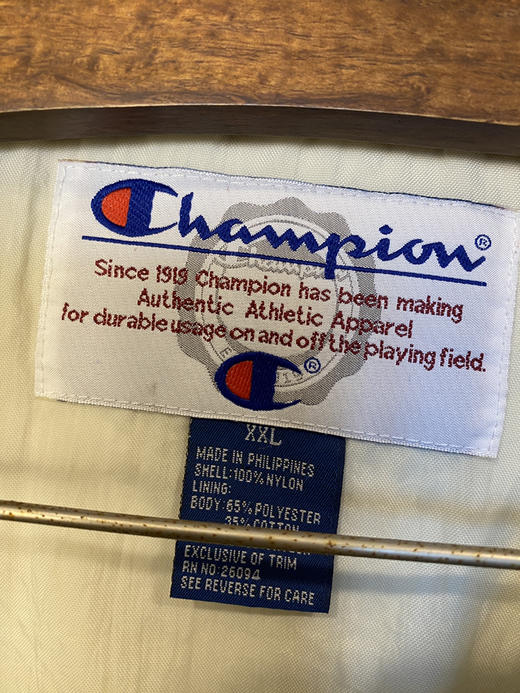 Champion®
Since 1919 Champion has been making
Authentic Athletic Apparel
for durable usage on and off the playing field.
®
XXL
MADE IN PHILIPPINES
SHELL:100% NYLON
LINING:
BODY:65% POLYESTER
35% COTTON
EXCLUSIVE OF TRIM
RN NO:26094
SEE REVERSE FOR CARE